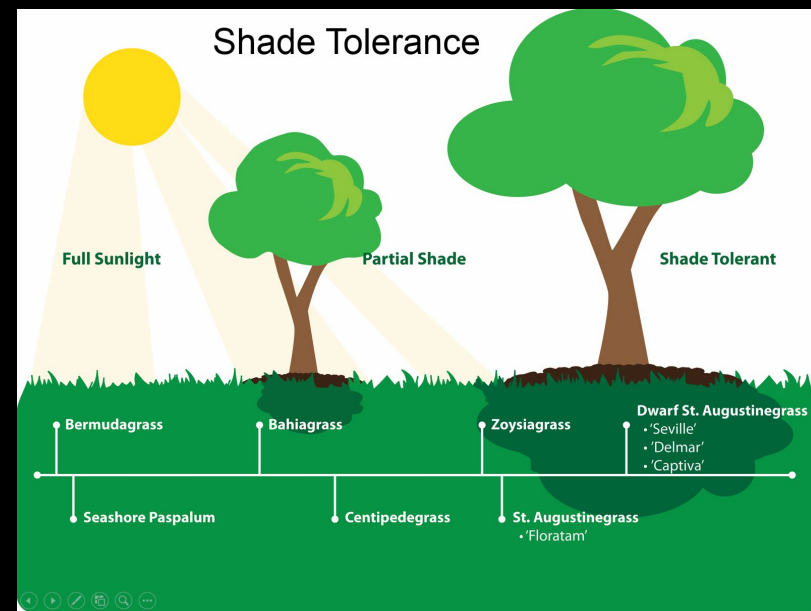 Shade Tolerance
Full Sunlight
Partial Shade
Shade Tolerant
Bermudagrass
Bahiagrass
Zoysiagrass
Dwarf St. Augustinegrass
• 'Seville'
• 'Delmar'
• 'Captiva'
Seashore Paspalum
Centipedegrass
St. Augustinegrass
• 'Floratam'